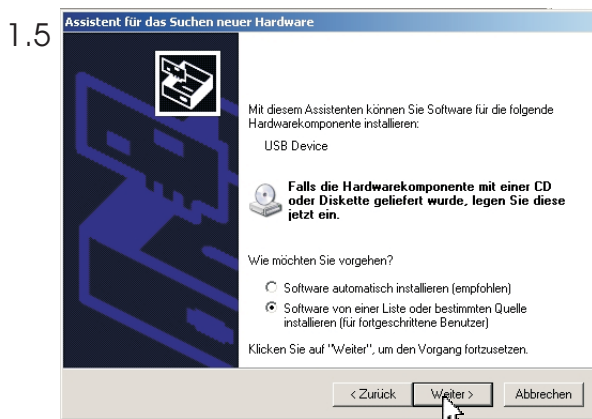 1.5
Assistent für das Suchen neuer Hardware
Mit diesem Assistenten können Sie Software für die folgende
Hardwarekomponente installieren:
USB Device
Falls die Hardwarekomponente mit einer CD
oder Diskette geliefert wurde, legen Sie diese
jetzt ein.
Wie möchten Sie vorgehen?
Software automatisch installieren (empfohlen)
Software von einer Liste oder bestimmten Quelle
installieren (für fortgeschrittene Benutzer)
Klicken Sie auf "Weiter", um den Vorgang fortzusetzen.
< Zurück Weiter > Abbrechen